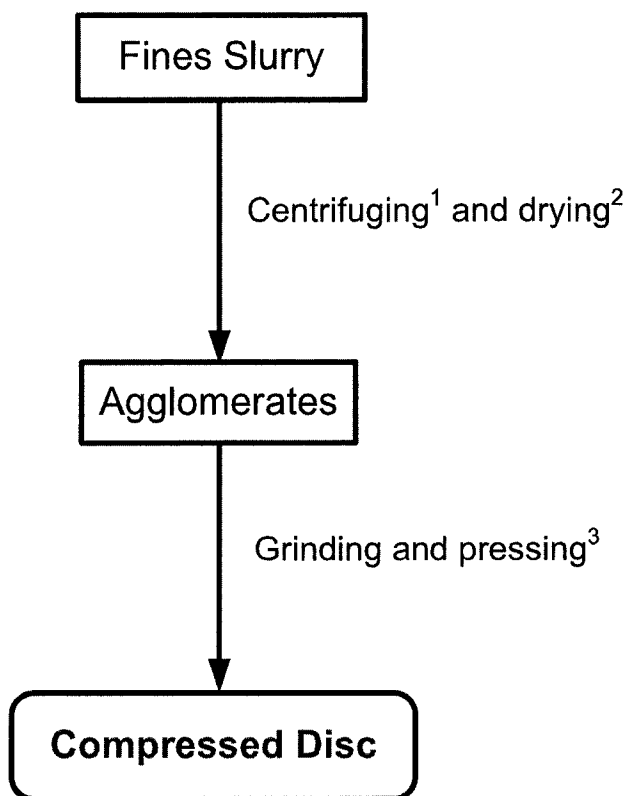 Fines Slurry
Centrifuging¹ and drying²
Agglomerates
Grinding and pressing³
Compressed Disc